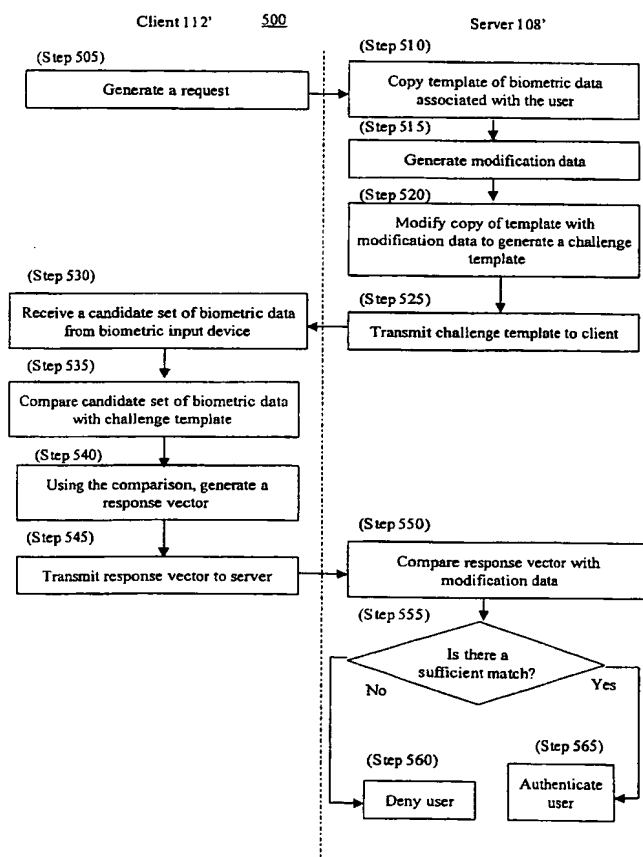 Client 112' 500 Server 108'
(Step 505)
Generate a request
(Step 510)
Copy template of biometric data
associated with the user
(Step 515)
Generate modification data
(Step 520)
Modify copy of template with
modification data to generate a challenge
template
(Step 525)
Transmit challenge template to client
(Step 530)
Receive a candidate set of biometric data
from biometric input device
(Step 535)
Compare candidate set of biometric data
with challenge template
(Step 540)
Using the comparison, generate a
response vector
(Step 545)
Transmit response vector to server
(Step 550)
Compare response vector with
modification data
(Step 555)
Is there a
sufficient match?
No
Yes
(Step 560)
Deny user
(Step 565)
Authenticate
user